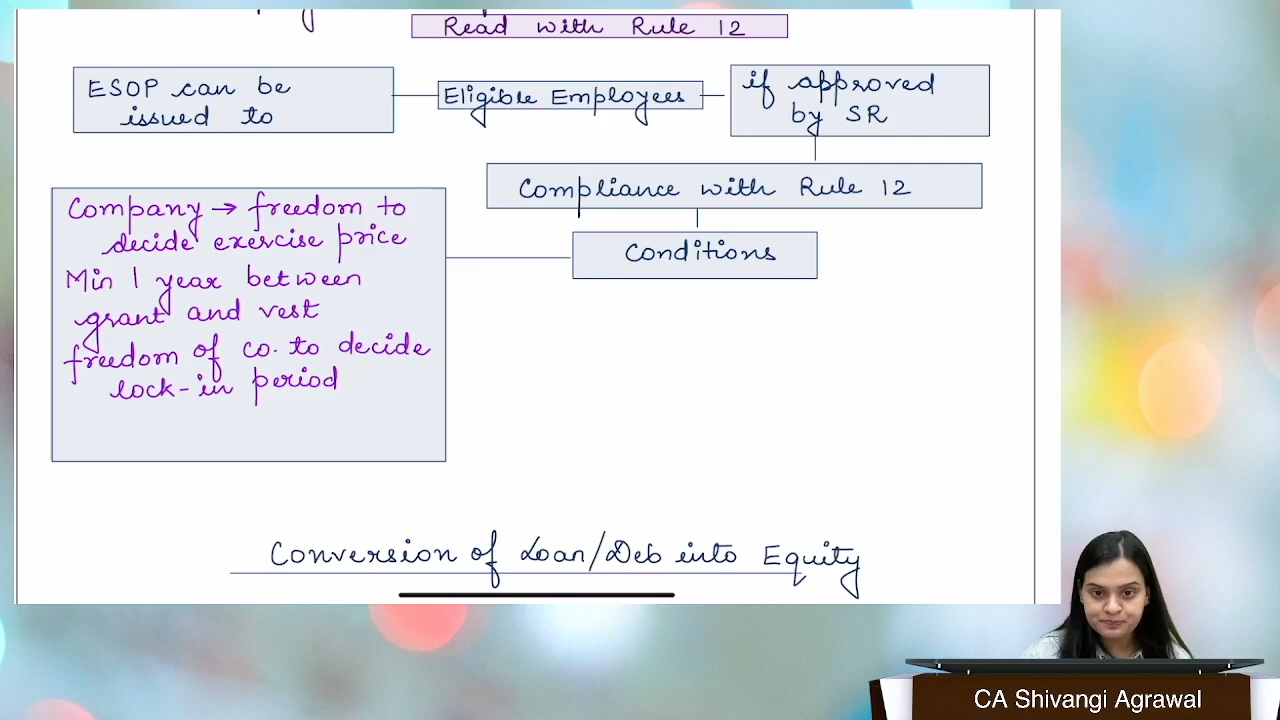 Read with Rule 12
ESOP can be
issued to
Eligible Employees
if approved
by SR
Compliance with Rule 12
Conditions
Company → freedom to
decide exercise price
Min 1 year between
grant and vest
freedom of co. to decide
lock-in period
Conversion of Loan/Deb into Equity
CA Shivangi Agrawal